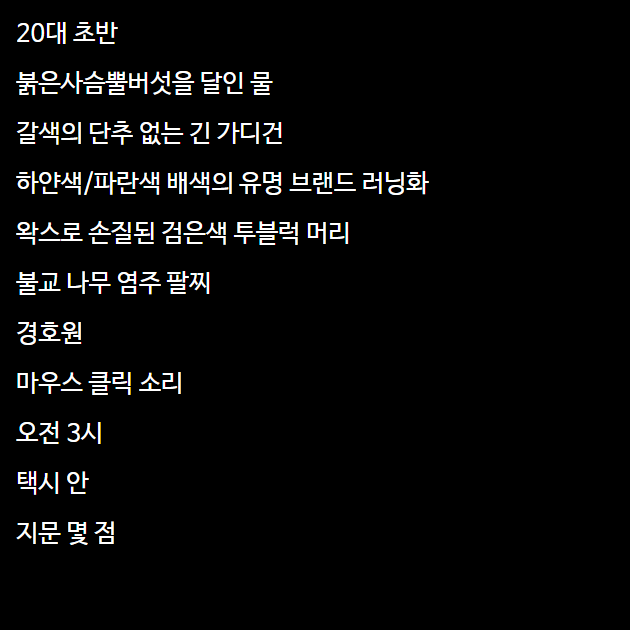 20대 초반
붉은사슴뿔버섯을 달인 물
갈색의 단추 없는 긴 가디건
하얀색/파란색 배색의 유명 브랜드 러닝화
왁스로 손질된 검은색 투블럭 머리
불교 나무 염주 팔찌
경호원
마우스 클릭 소리
오전 3시
택시 안
지문 몇 점